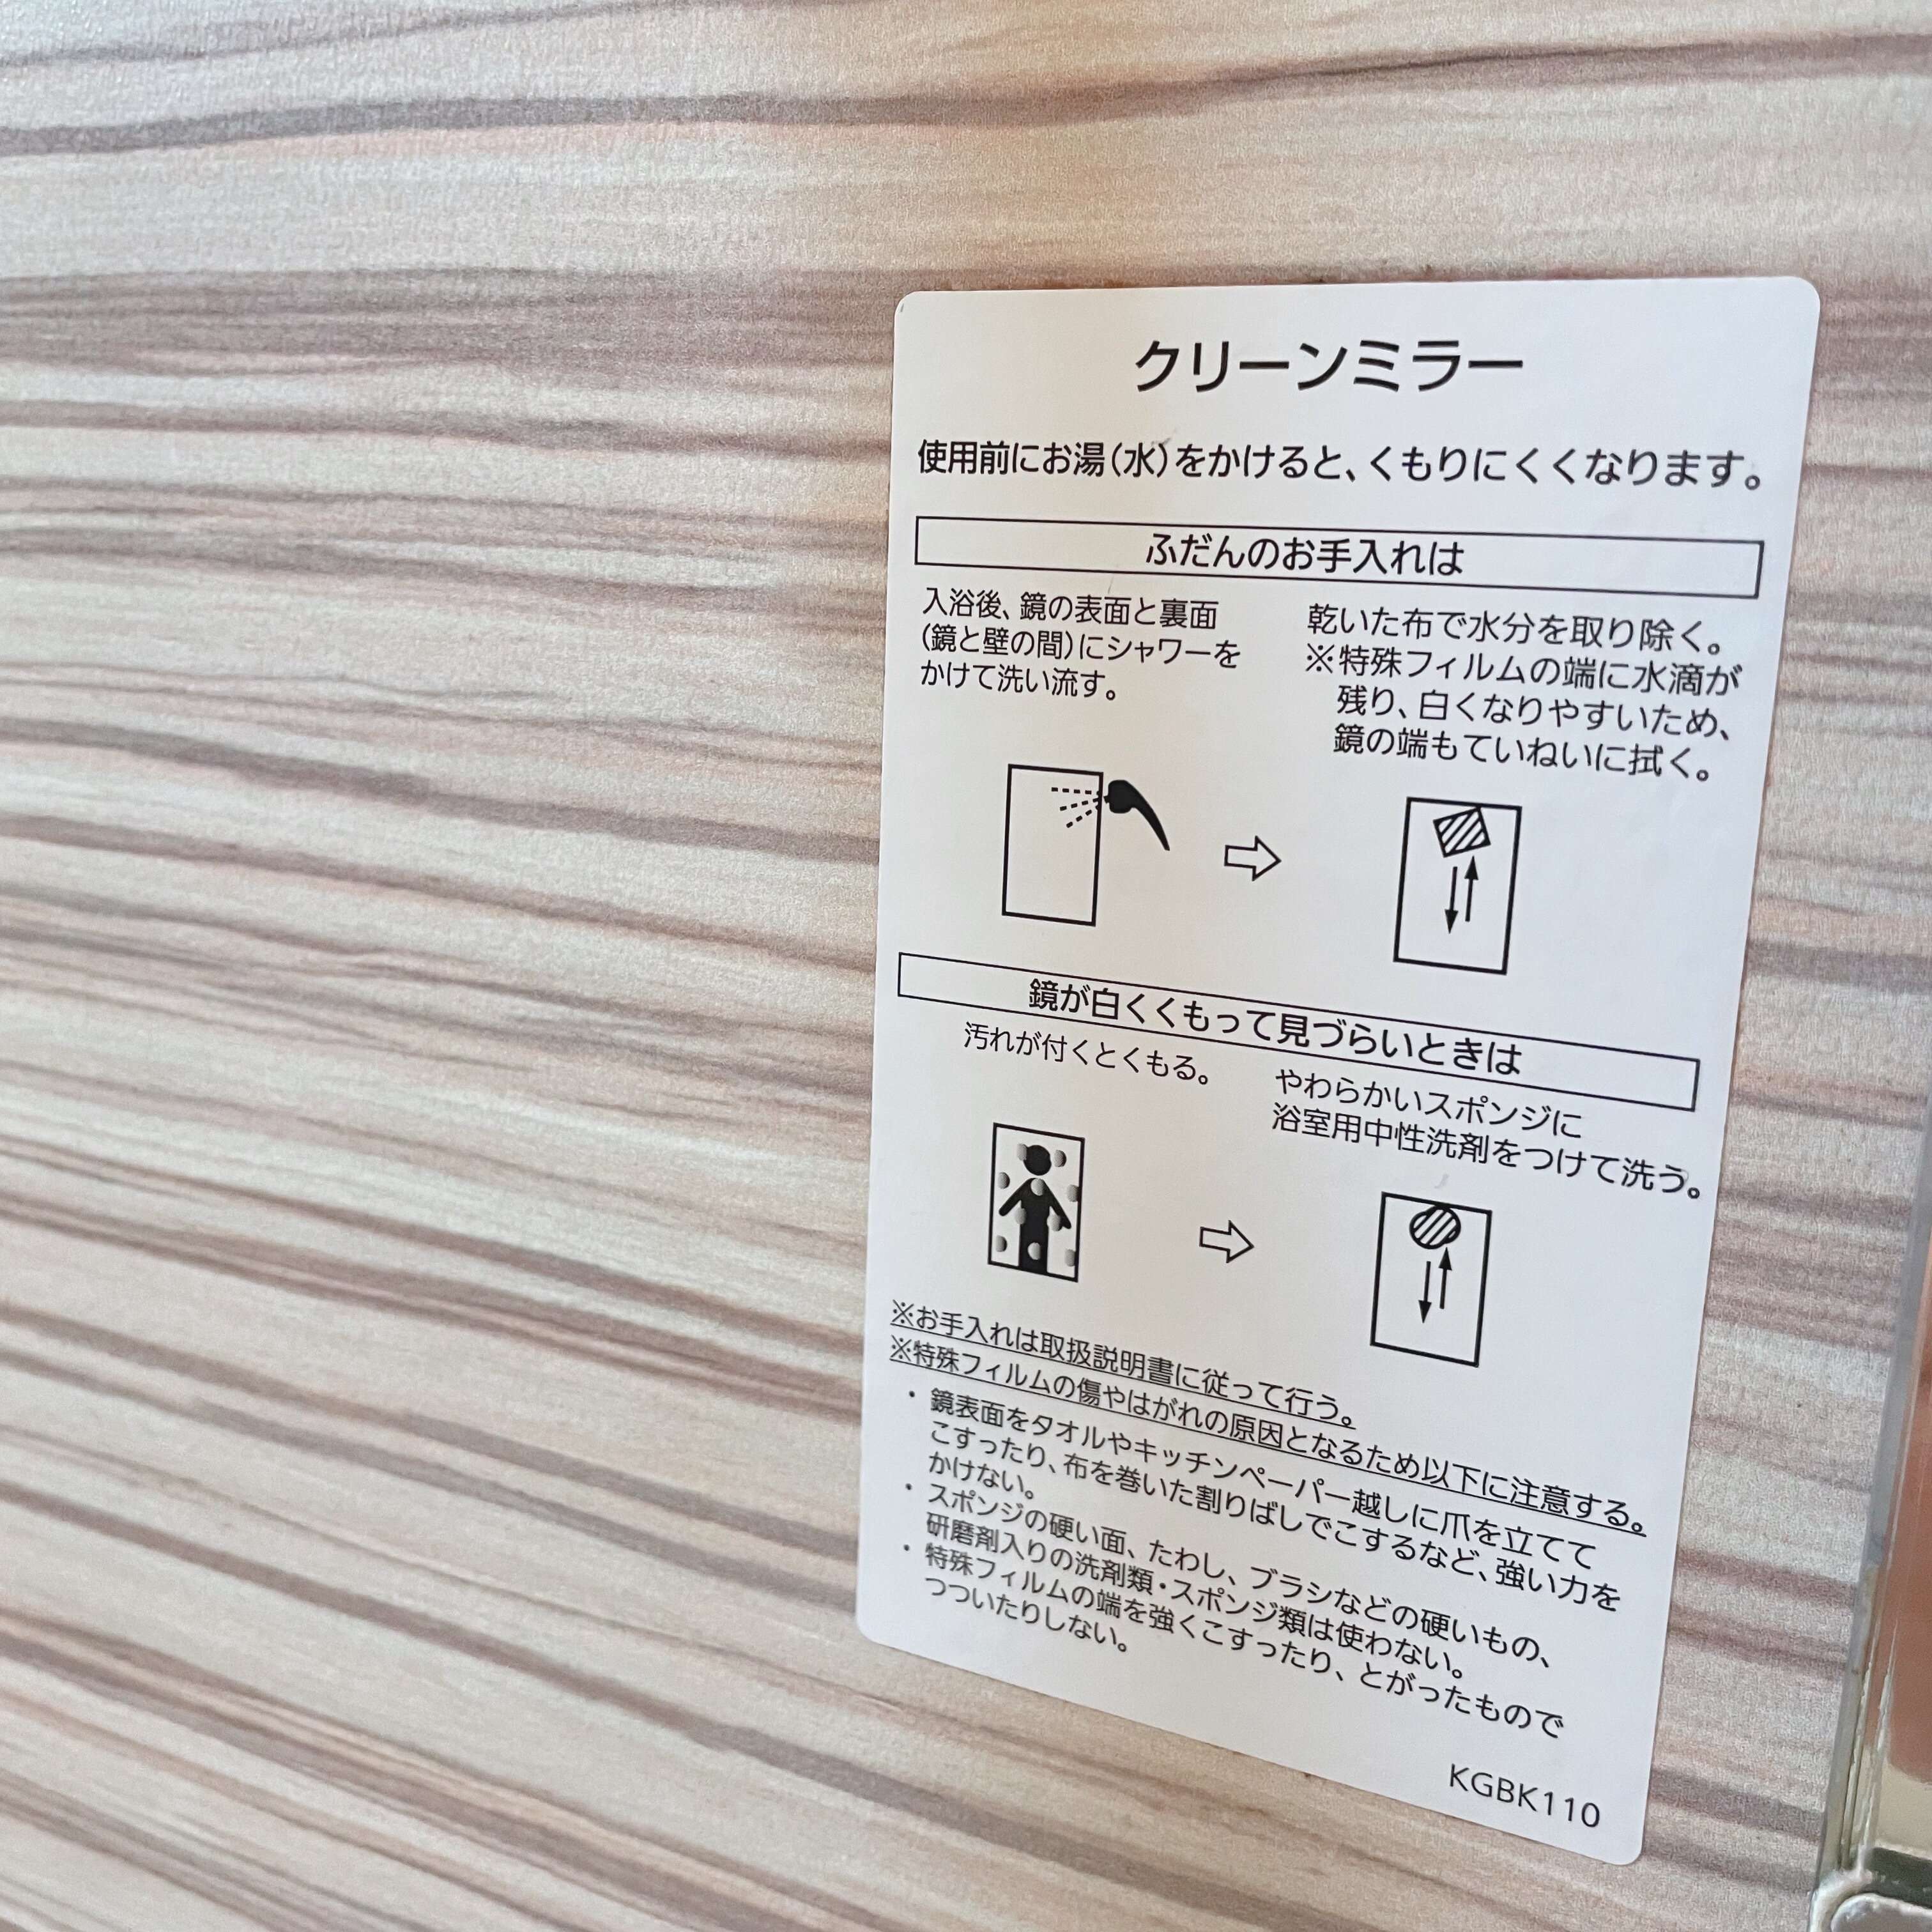 クリーンミラー
使用前にお湯(水)をかけると、くもりにくくなります。
ふだんのお手入れは
入浴後、鏡の表面と裏面
(鏡と壁の間)にシャワーを
かけて洗い流す。
乾いた布で水分を取り除く。
※特殊フィルムの端に水滴が
残り、白くなりやすいため、
鏡の端もていねいに拭く。
鏡が白くくもって見づらいときは
汚れが付くとくもる。
やわらかいスポンジに
浴室用中性洗剤をつけて洗う。
※お手入れは取扱説明書に従って行う。
※特殊フィルムの傷やはがれの原因となるため以下に注意する。
・鏡表面をタオルやキッチンペーパー越しに爪を立てて
こすったり、布を巻いた割りばしでこするなど、強い力を
かけない。
・スポンジの硬い面、たわし、ブラシなどの硬いもの、
研磨剤入りの洗剤類・スポンジ類は使わない。
・特殊フィルムの端を強くこすったり、とがったもので
つついたりしない。
KGBK110